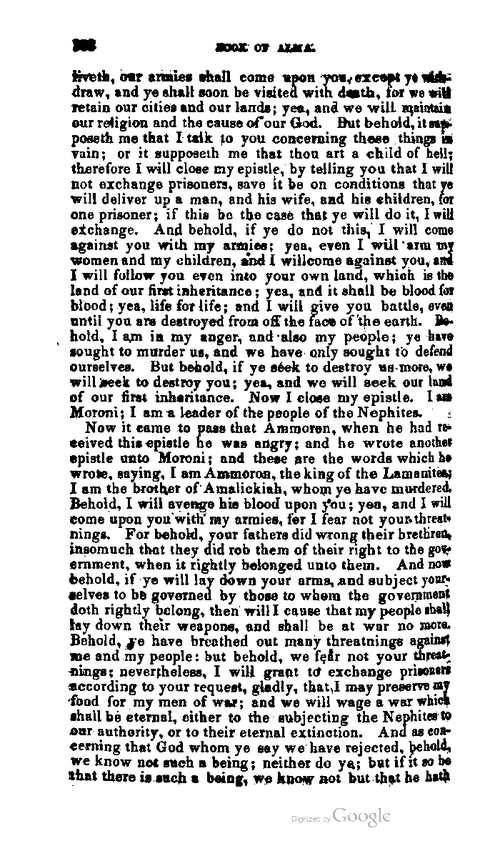 BOOK OF ALMA.
liveth, our armies shall come upon you, except ye with-
draw, and ye shall soon be visited with death, for we will
retain our cities and our lands; yea, and we will maintain
our religion and the cause of our God. But behold, it sup-
poseth me that I talk to you concerning these things in
vain; or it supposeth me that thou art a child of hell;
therefore I will close my epistle, by telling you that I will
not exchange prisoners, save it be on conditions that ye
will deliver up a man, and his wife, and his children, for
one prisoner; if this be the case that ye will do it, I will
exchange. And behold, if ye do not this, I will come
against you with my armies; yea, even I will arm my
women and my children, and I will come against you, and
I will follow you even into your own land, which is the
land of our first inheritance; yea, and it shall be blood for
blood; yea, life for life; and I will give you battle, even
until you are destroyed from off the face of the earth. Be-
hold, I am in my anger, and also my people; ye have
sought to murder us, and we have only sought to defend
ourselves. But behold, if ye seek to destroy us more, we
will seek to destroy you; yea, and we will seek our land
of our first inheritance. Now I close my epistle. I am
Moroni; I am a leader of the people of the Nephites.
Now it came to pass that Ammoron, when he had re-
ceived this epistle he was angry; and he wrote another
epistle unto Moroni; and these are the words which he
wrote, saying, I am Ammoron, the king of the Lamanites;
I am the brother of Amalickiah, whom ye have murdered.
Behold, I will avenge his blood upon you; yea, and I will
come upon you with my armies, for I fear not your threat-
nings. For behold, your fathers did wrong their brethren,
insomuch that they did rob them of their right to the gov-
ernment, when it rightly belonged unto them. And now
behold, if ye will lay down your arms, and subject your-
selves to be governed by those to whom the government
doth rightly belong, then will I cause that my people shall
lay down their weapons, and shall be at war no more.
Behold, ye have breathed out many threatnings against
me and my people: but behold, we fear not your threat-
nings; nevertheless, I will grant to exchange prisoners
according to your request, gladly, that I may preserve my
food for my men of war; and we will wage a war which
shall be eternal, either to the subjecting the Nephites to
our authority, or to their eternal extinction. And as con-
cerning that God whom ye say we have rejected, behold,
we know not such a being; neither do ye; but if it so be
that there is such a being, we know not but that he hath
Digitized by Google